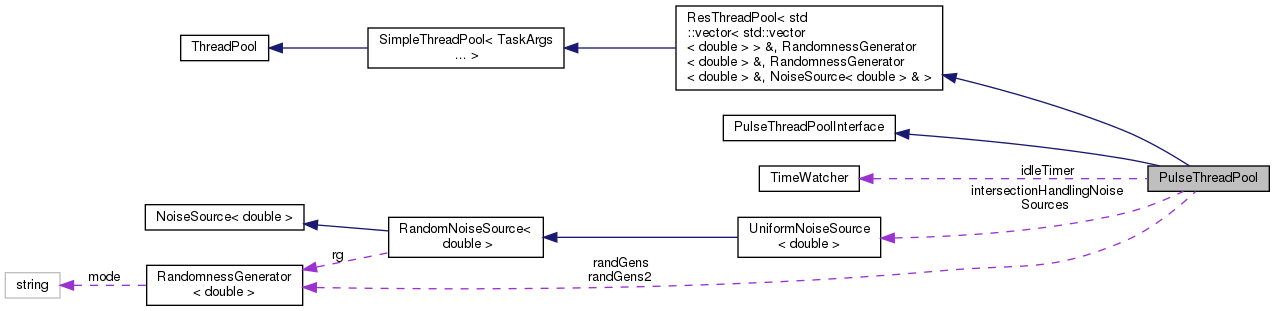 ResThreadPool< std
::vector< std::vector
< double > > &, RandomnessGenerator
< double > &, RandomnessGenerator
< double > &, NoiseSource< double > & >
ThreadPool
SimpleThreadPool< TaskArgs
... >
PulseThreadPoolInterface
TimeWatcher
idleTimer
PulseThreadPool
intersectionHandlingNoise
Sources
NoiseSource< double >
RandomNoiseSource<
double >
UniformNoiseSource
< double >
rg
randGens
randGens2
string
mode
RandomnessGenerator
< double >